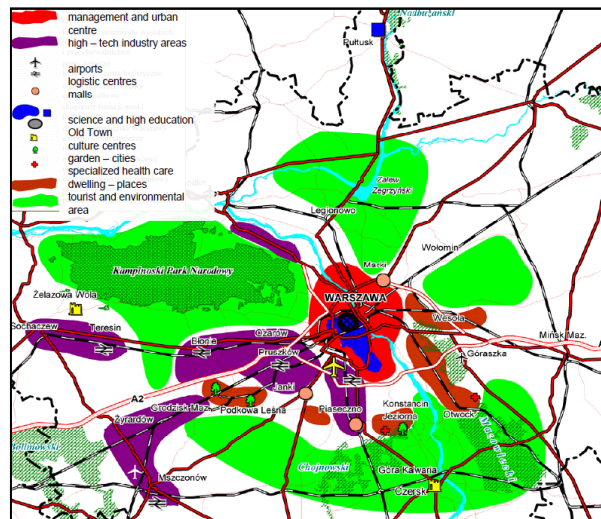 management and urban
centre
high – tech industry areas
airports
logistic centres
malls
science and high education
Old Town
culture centres
garden – cities
specialized health care
dwelling – places
tourist and environmental
area
Nadbużański
Pułtusk
Zalew
Zegrzyński
Legionowo
Wołomin
Marki
Kampinoski Park Narodowy
WARSZAWA
Żelazowa Wola
Wesoła
Sochaczew
Teresin
Błonie
Ożarów
Mińsk Maz.
Pruszków
Góraszka
A2
Janki
Grodzisk Maz.
Podkowa Leśna
Piaseczno
Konstancin
Jeziorna
Otwock
Żyrardów
Mazowiecki
Bolimowski
Chojnowski
Góra Kalwaria
Mszczonów
Czersk